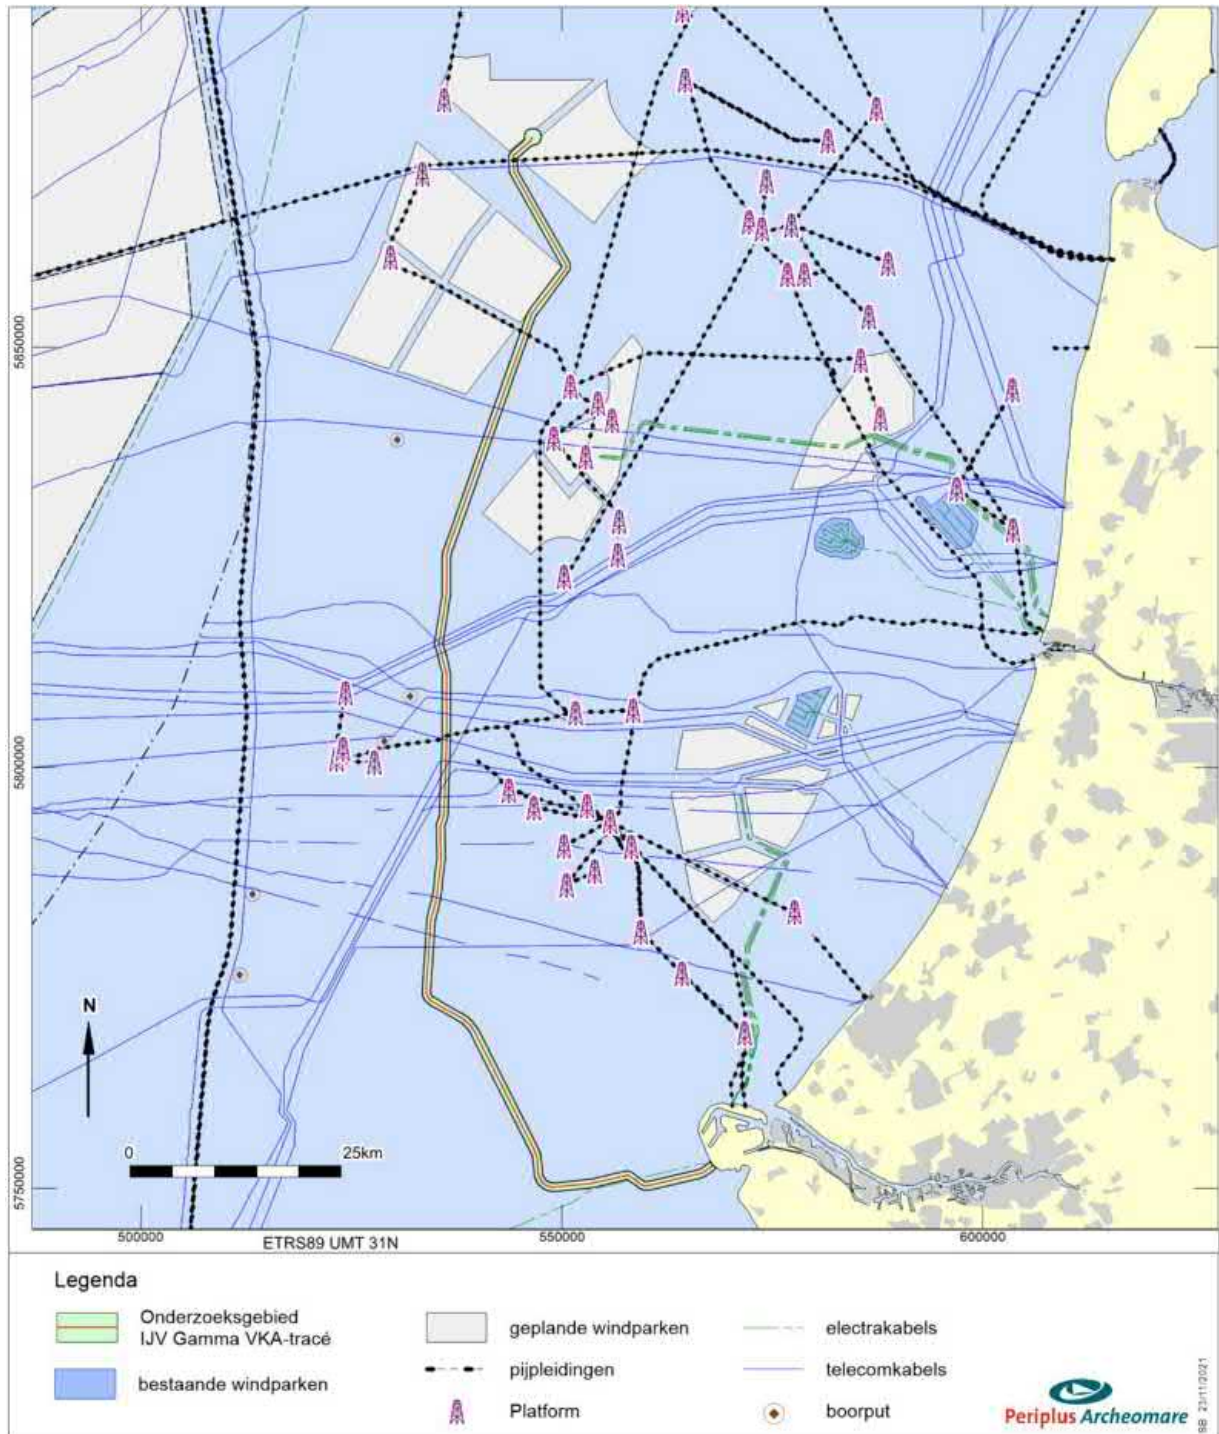 5850000
5800000
5750000
N
0 25km
500000
550000
600000
ETRS89 UMT 31N
Legenda
Onderzoeksgebied
IJV Gamma VKA-tracé
bestaande windparken
geplande windparken
pijpleidingen
Platform
electrakabels
telecomkabels
boorput
Periplus Archeomare
SB 23/11/2021